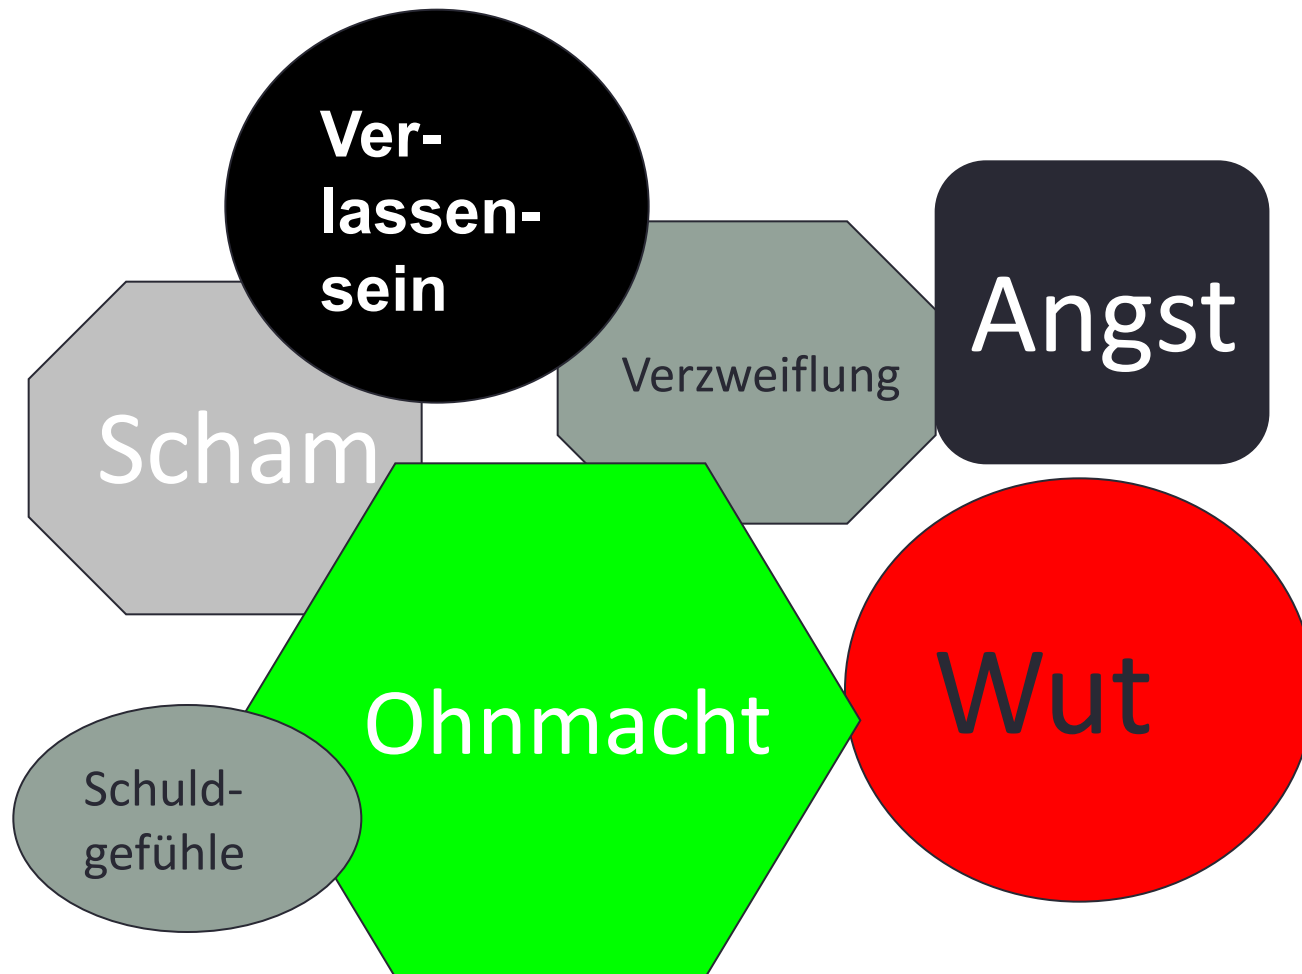 Ver-
lassen-
sein
Angst
Verzweiflung
Scham
Wut
Ohnmacht
Schuld-
gefühle